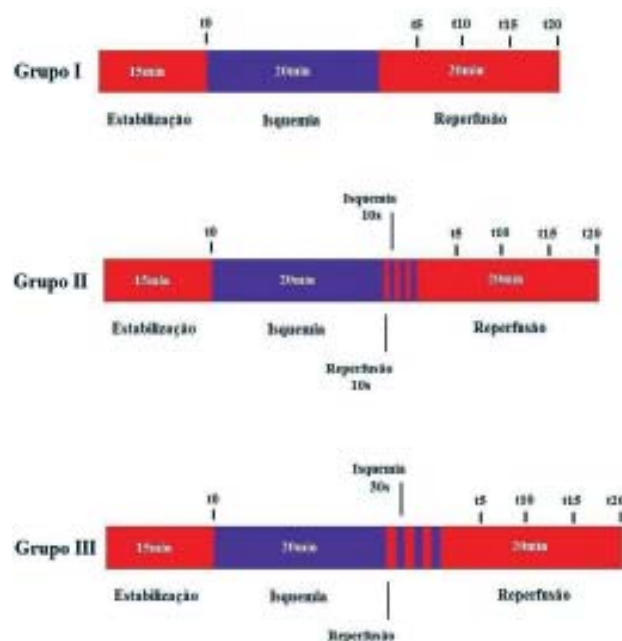 t0 t5 t10 t15 t20
Grupo I 15min 20min 20min
Estabilização Isquemia Reperfusão
Isquemia
10s
t0 t5 t10 t15 t20
Grupo II 15min 20min 20min
Estabilização Isquemia Reperfusão
Reperfusão
10s
Isquemia
30s
t0 t5 t10 t15 t20
Grupo III 15min 20min 20min
Estabilização Isquemia Reperfusão
Reperfusão